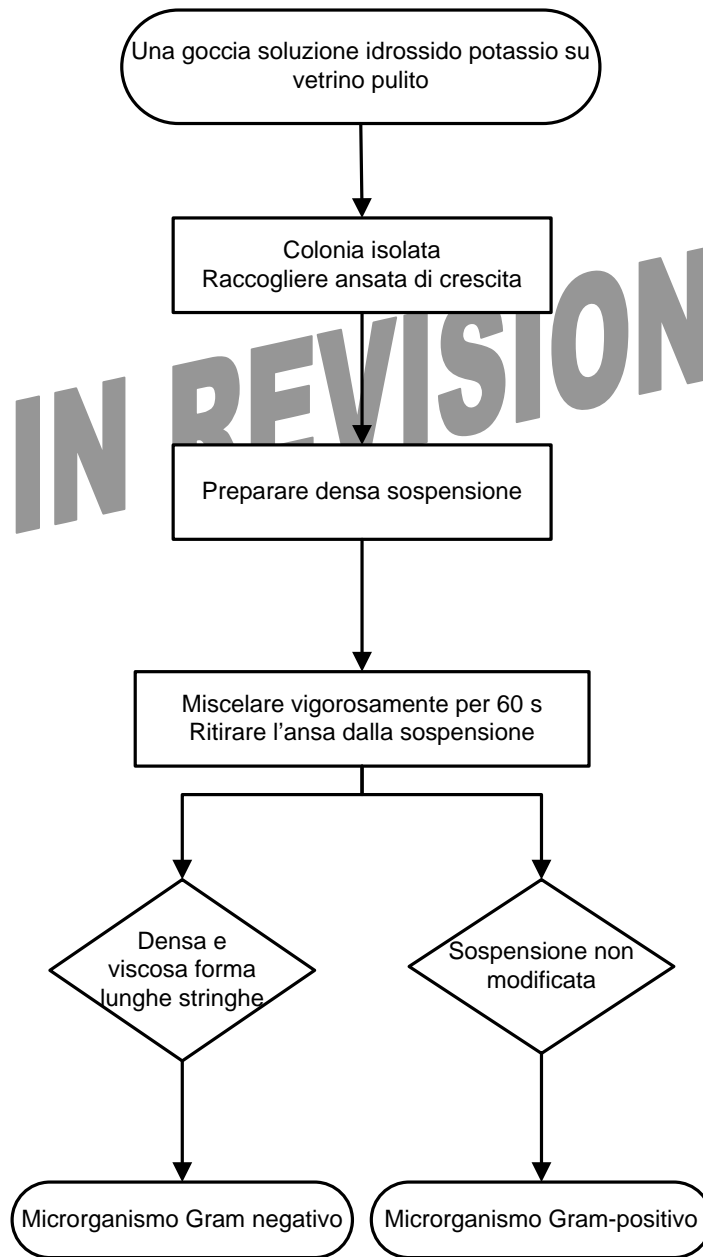 Una goccia soluzione idrossido potassio su
vetrino pulito
Colonia isolata
Raccogliere ansata di crescita
IN REVISION
Preparare densa sospensione
Miscelare vigorosamente per 60 s
Ritirare l'ansa dalla sospensione
Densa e
viscosa forma
lunghe stringhe
Sospensione non
modificata
Microrganismo Gram negativo
Microrganismo Gram-positivo